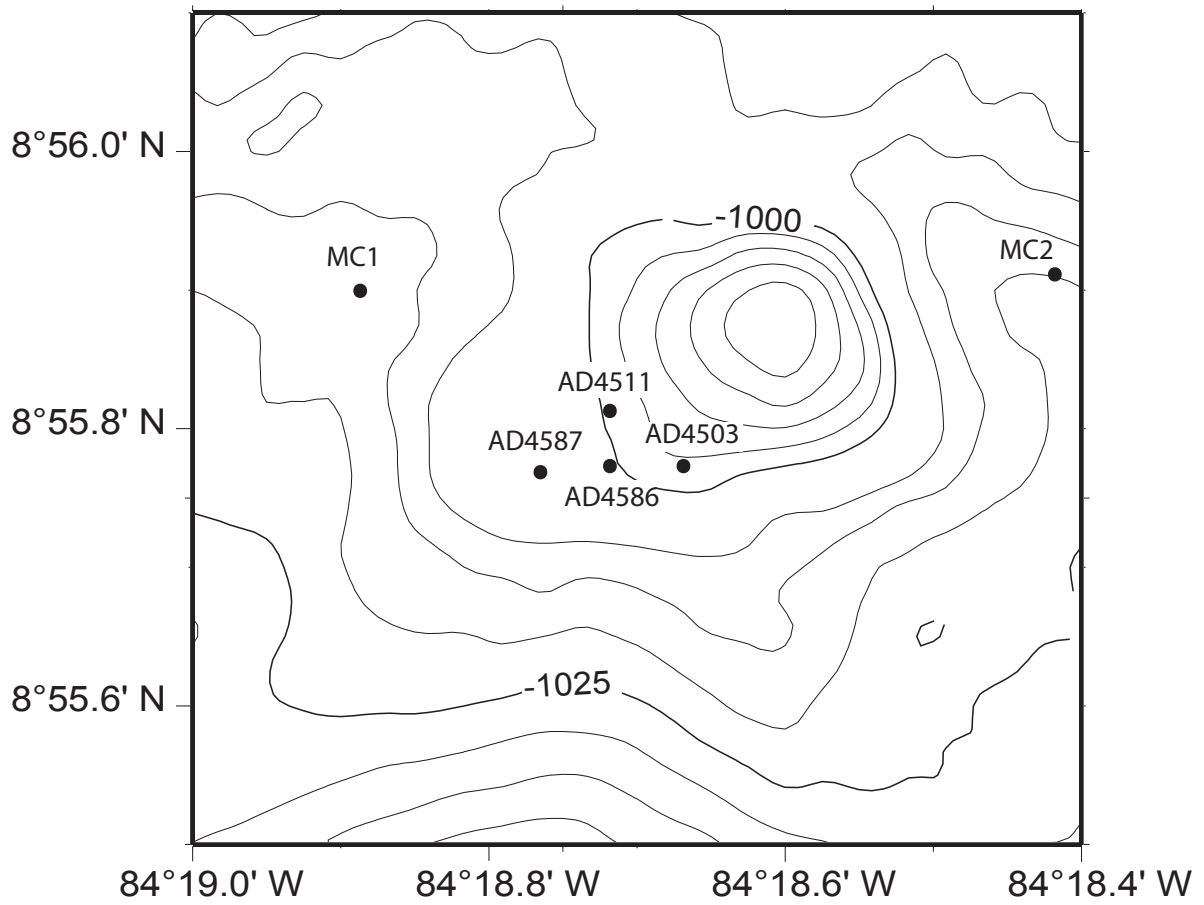 8°56.0' N
-1000
MC1
MC2
AD4511
8°55.8' N
AD4587
AD4503
AD4586
8°55.6' N
-1025
84°19.0' W
84°18.8' W
84°18.6' W
84°18.4' W